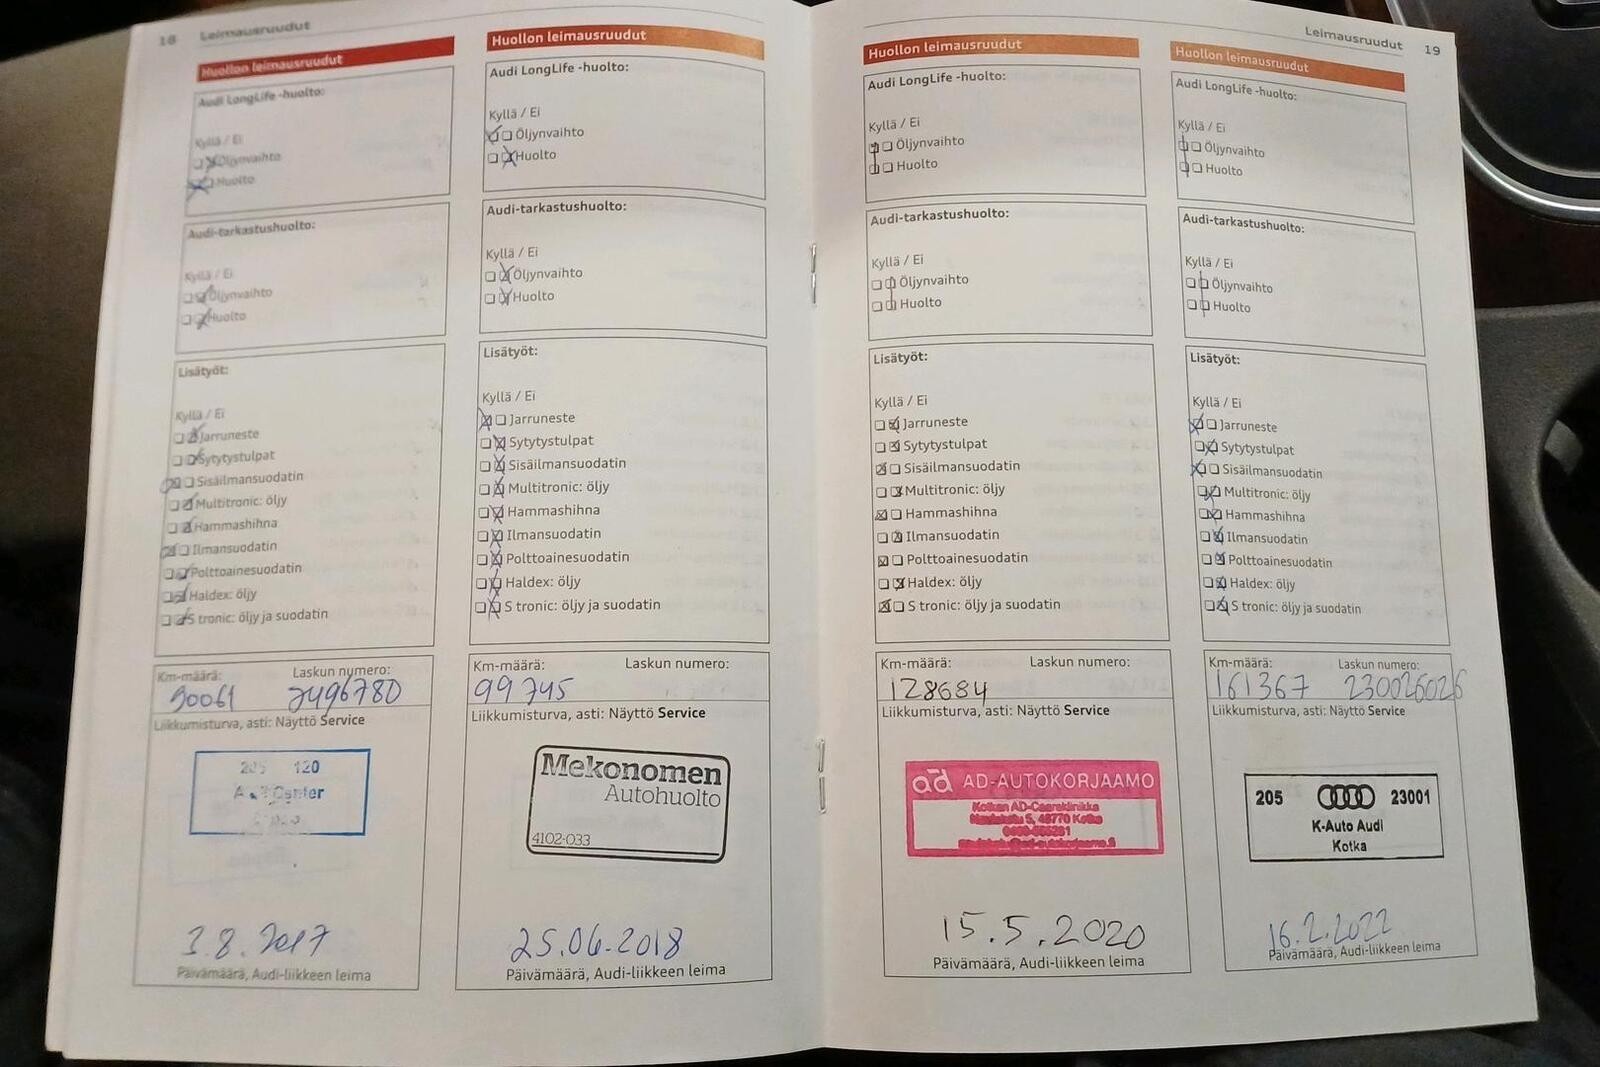 18 Leimausruudut
Huollon leimausruudut
Audi LongLife -huolto:
Kyllä / Ei
Öljynvaihto
Huolto
Audi-tarkastushuolto:
Kyllä / Ei
Öljynvaihto
Huolto
Lisätyöt:
Kyllä / Ei
Jarruneste
Sytytystulpat
Sisäilmansuodatin
Multitronic: öljy
Hammashihna
Ilmansuodatin
Polttoainesuodatin
Haldex: öljy
S tronic: öljy ja suodatin
Km-määrä: Laskun numero:
90061 2496780
Liikkumisturva, asti: Näyttö Service
205 120
Center
3.8.2017
Päivämäärä, Audi-liikkeen leima
Huollon leimausruudut
Audi LongLife -huolto:
Kyllä / Ei
Öljynvaihto
Huolto
Audi-tarkastushuolto:
Kyllä / Ei
Öljynvaihto
Huolto
Lisätyöt:
Kyllä / Ei
Jarruneste
Sytytystulpat
Sisäilmansuodatin
Multitronic: öljy
Hammashihna
Ilmansuodatin
Polttoainesuodatin
Haldex: öljy
S tronic: öljy ja suodatin
Km-määrä: Laskun numero:
99745
Liikkumisturva, asti: Näyttö Service
Mekonomen
Autohuolto
4102-033
25.06.2018
Päivämäärä, Audi-liikkeen leima
Leimausruudut 19
Huollon leimausruudut
Audi LongLife -huolto:
Kyllä / Ei
Öljynvaihto
Huolto
Audi-tarkastushuolto:
Kyllä / Ei
Öljynvaihto
Huolto
Lisätyöt:
Kyllä / Ei
Jarruneste
Sytytystulpat
Sisäilmansuodatin
Multitronic: öljy
Hammashihna
Ilmansuodatin
Polttoainesuodatin
Haldex: öljy
S tronic: öljy ja suodatin
Km-määrä: Laskun numero:
128684
Liikkumisturva, asti: Näyttö Service
ad AD-AUTOKORJAAMO
Kotkan AD-Carreklinikka
5, 48770 Kotka
15.5.2020
Päivämäärä, Audi-liikkeen leima
Huollon leimausruudut
Audi LongLife -huolto:
Kyllä / Ei
Öljynvaihto
Huolto
Audi-tarkastushuolto:
Kyllä / Ei
Öljynvaihto
Huolto
Lisätyöt:
Kyllä / Ei
Jarruneste
Sytytystulpat
Sisäilmansuodatin
Multitronic: öljy
Hammashihna
Ilmansuodatin
Polttoainesuodatin
Haldex: öljy
S tronic: öljy ja suodatin
Km-määrä: Laskun numero:
161367 230026026
Liikkumisturva, asti: Näyttö Service
205 23001
K-Auto Audi
Kotka
16.2.2022
Päivämäärä, Audi-liikkeen leima